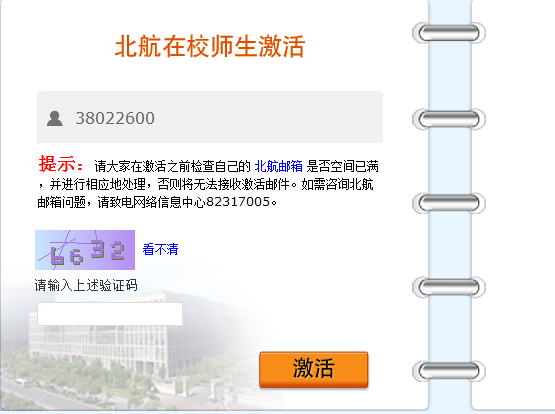 北航在校师生激活
38022600
提示：请大家在激活之前检查自己的 北航邮箱 是否空间已满
，并进行相应地处理，否则将无法接收激活邮件。如需咨询北航
邮箱问题，请致电网络信息中心82317005。
6632 看不清
请输入上述验证码
激活